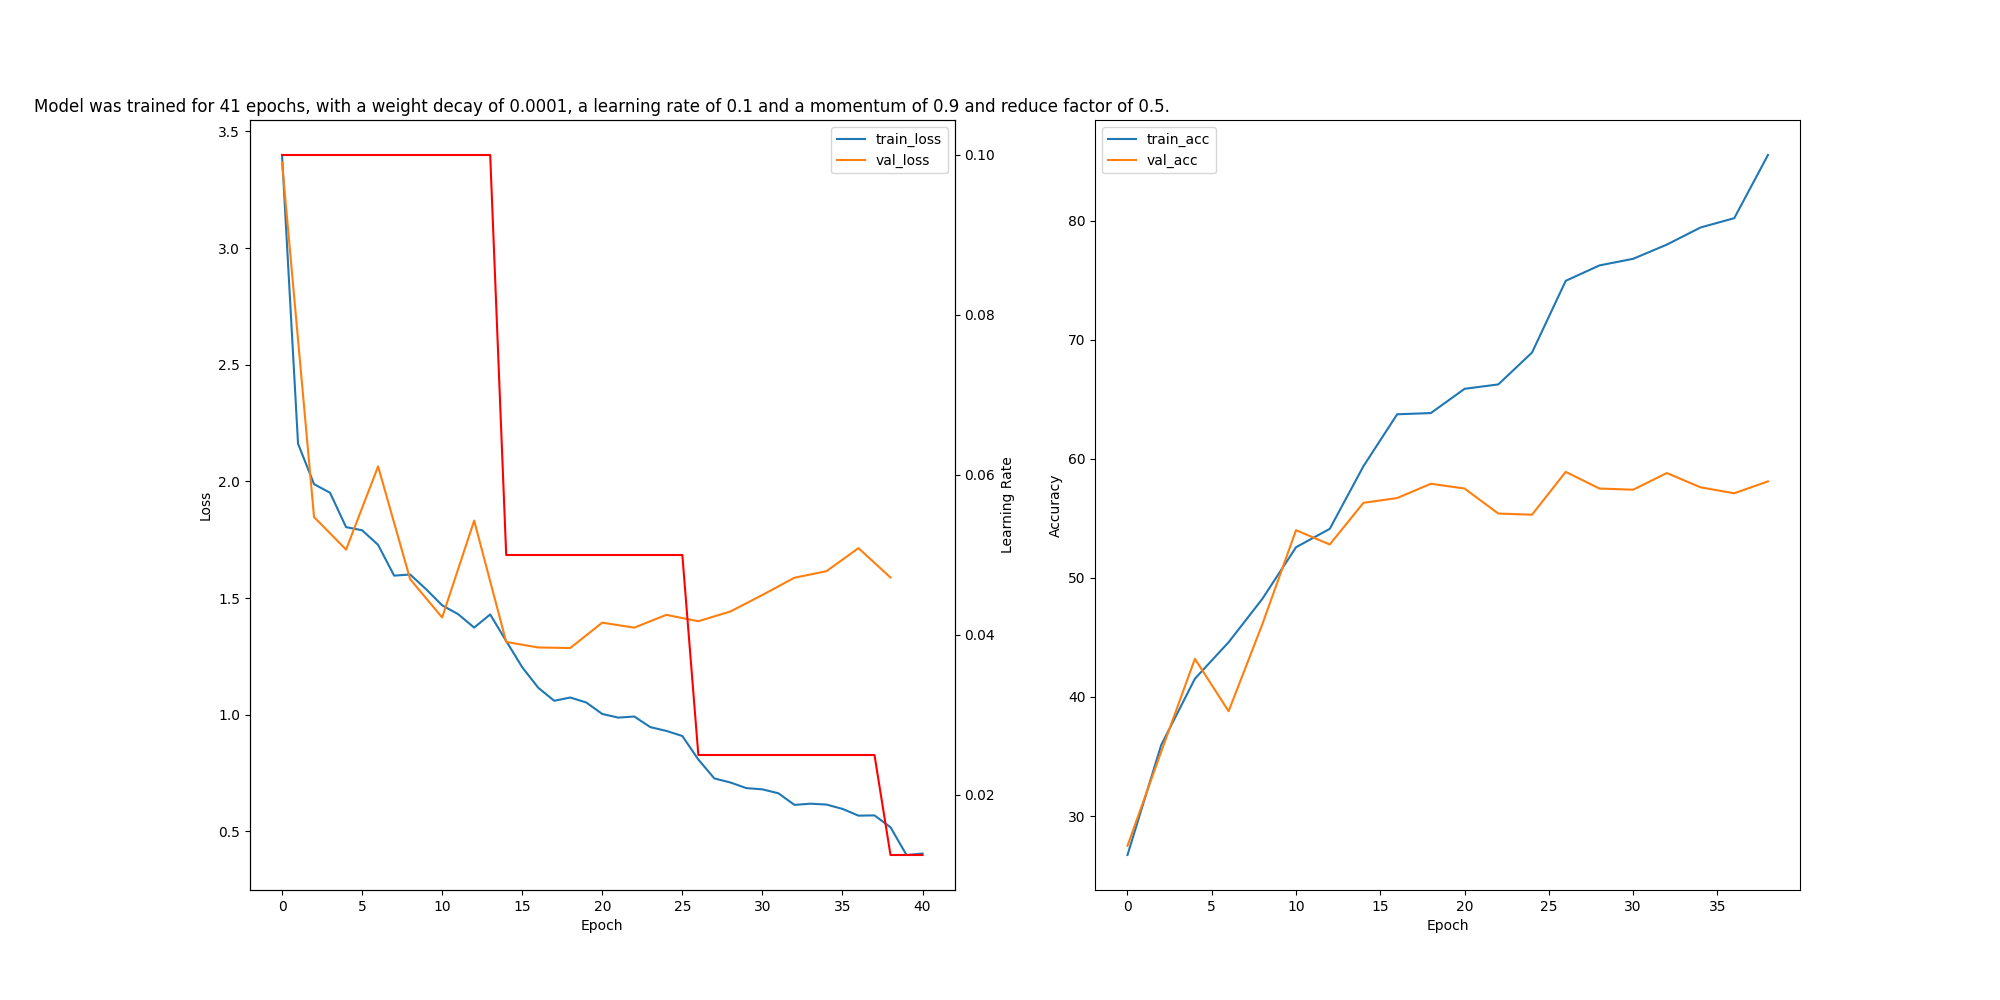 Model was trained for 41 epochs, with a weight decay of 0.0001, a learning rate of 0.1 and a momentum of 0.9 and reduce factor of 0.5.
train_loss
val_loss
3.5
3.0
2.5
2.0
1.5
1.0
0.5
Loss
0 5 10 15 20 25 30 35 40
Epoch
0.10
0.08
0.06
0.04
0.02
Learning Rate
train_acc
val_acc
80
70
60
50
40
30
Accuracy
0 5 10 15 20 25 30 35
Epoch